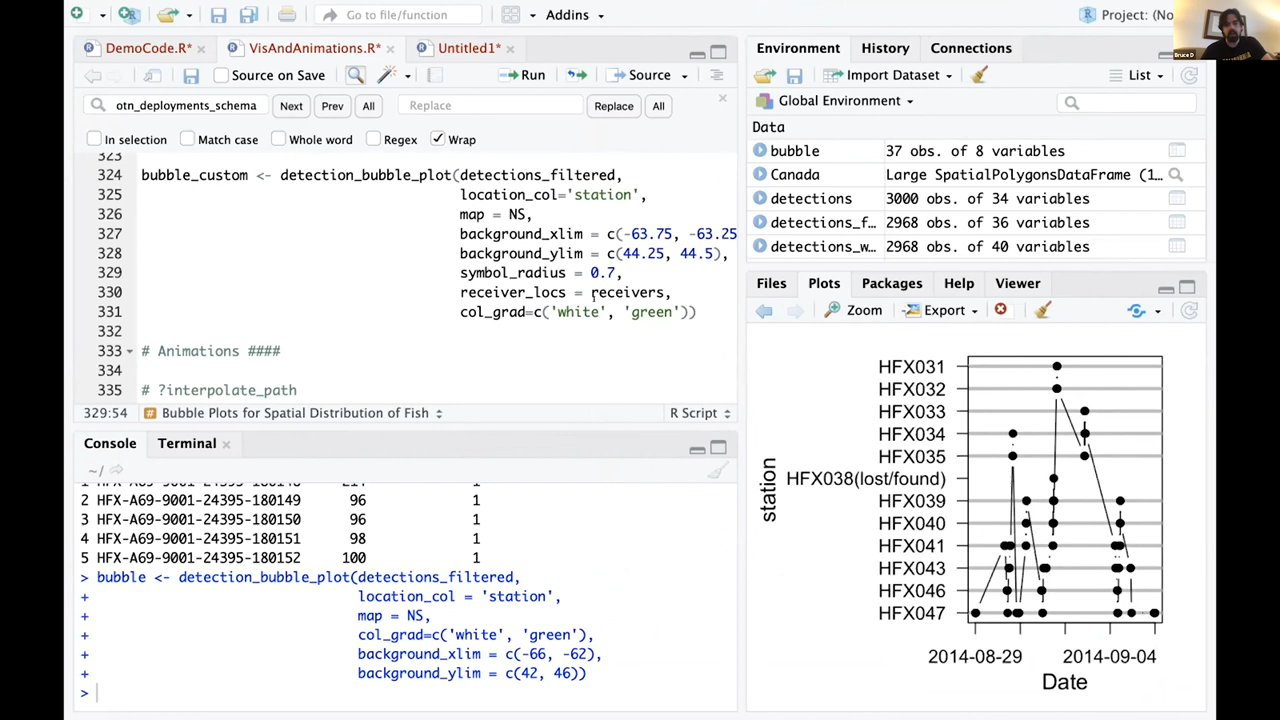 Go to file/function
Addins
Project: (No
DemoCode.R*
VisAndAnimations.R*
Untitled1*
Source on Save
Run
Source
otn_deployments_schema
Next
Prev
All
Replace
Replace
All
In selection
Match case
Whole word
Regex
Wrap
323
324 bubble_custom <- detection_bubble_plot(detections_filtered,
325 location_col='station',
326 map = NS,
327 background_xlim = c(-63.75, -63.25
328 background_ylim = c(44.25, 44.5),
329 symbol_radius = 0.7,
330 receiver_locs = receivers,
331 col_grad=c('white', 'green'))
332
333 # Animations ####
334
335 # ?interpolate_path
329:54
Bubble Plots for Spatial Distribution of Fish
R Script
Console
Terminal
~/
2 HFX-A69-9001-24395-180149 96 1
3 HFX-A69-9001-24395-180150 96 1
4 HFX-A69-9001-24395-180151 98 1
5 HFX-A69-9001-24395-180152 100 1
> bubble <- detection_bubble_plot(detections_filtered,
+ location_col = 'station',
+ map = NS,
+ col_grad=c('white', 'green'),
+ background_xlim = c(-66, -62),
+ background_ylim = c(42, 46))
>
Environment
History
Connections
Import Dataset
List
Global Environment
Data
bubble 37 obs. of 8 variables
Canada Large SpatialPolygonsDataFrame (1…
detections 3000 obs. of 34 variables
detections_f… 2968 obs. of 36 variables
detections_w… 2968 obs. of 40 variables
Files
Plots
Packages
Help
Viewer
Zoom
Export
HFX031
HFX032
HFX033
HFX034
HFX035
HFX038(lost/found)
HFX039
HFX040
HFX041
HFX043
HFX046
HFX047
station
2014-08-29
2014-09-04
Date
Bruce D